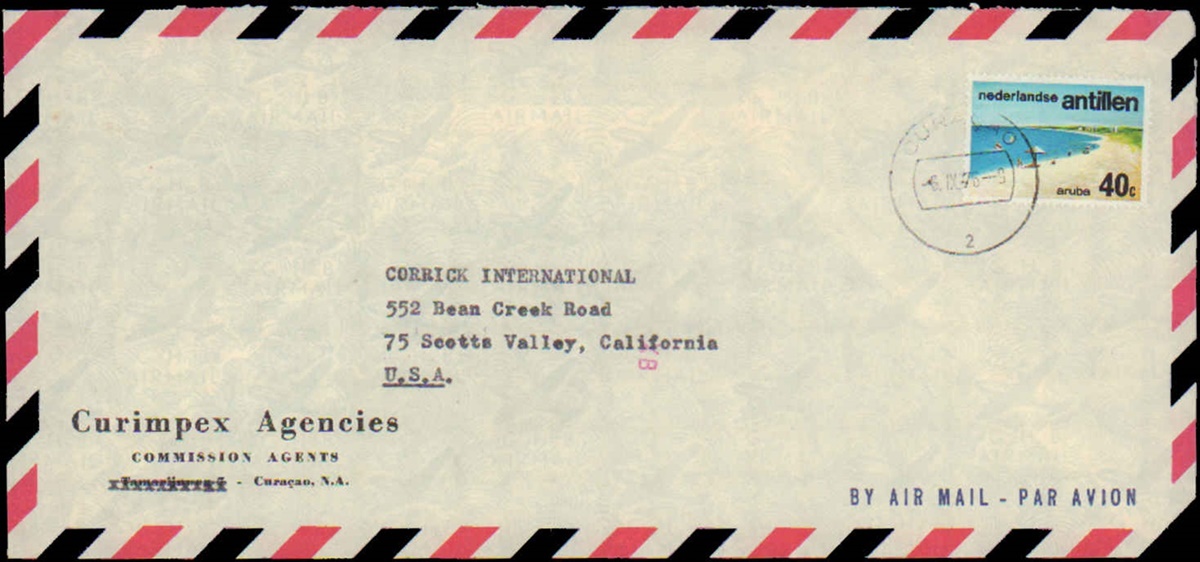 nederlandse antillen
aruba 40c
CURAÇAO
2
CORRICK INTERNATIONAL
552 Bean Creek Road
75 Scotts Valley, California
U.S.A.
Curimpex Agencies
COMMISSION AGENTS
- Curaçao, N.A.
BY AIR MAIL - PAR AVION